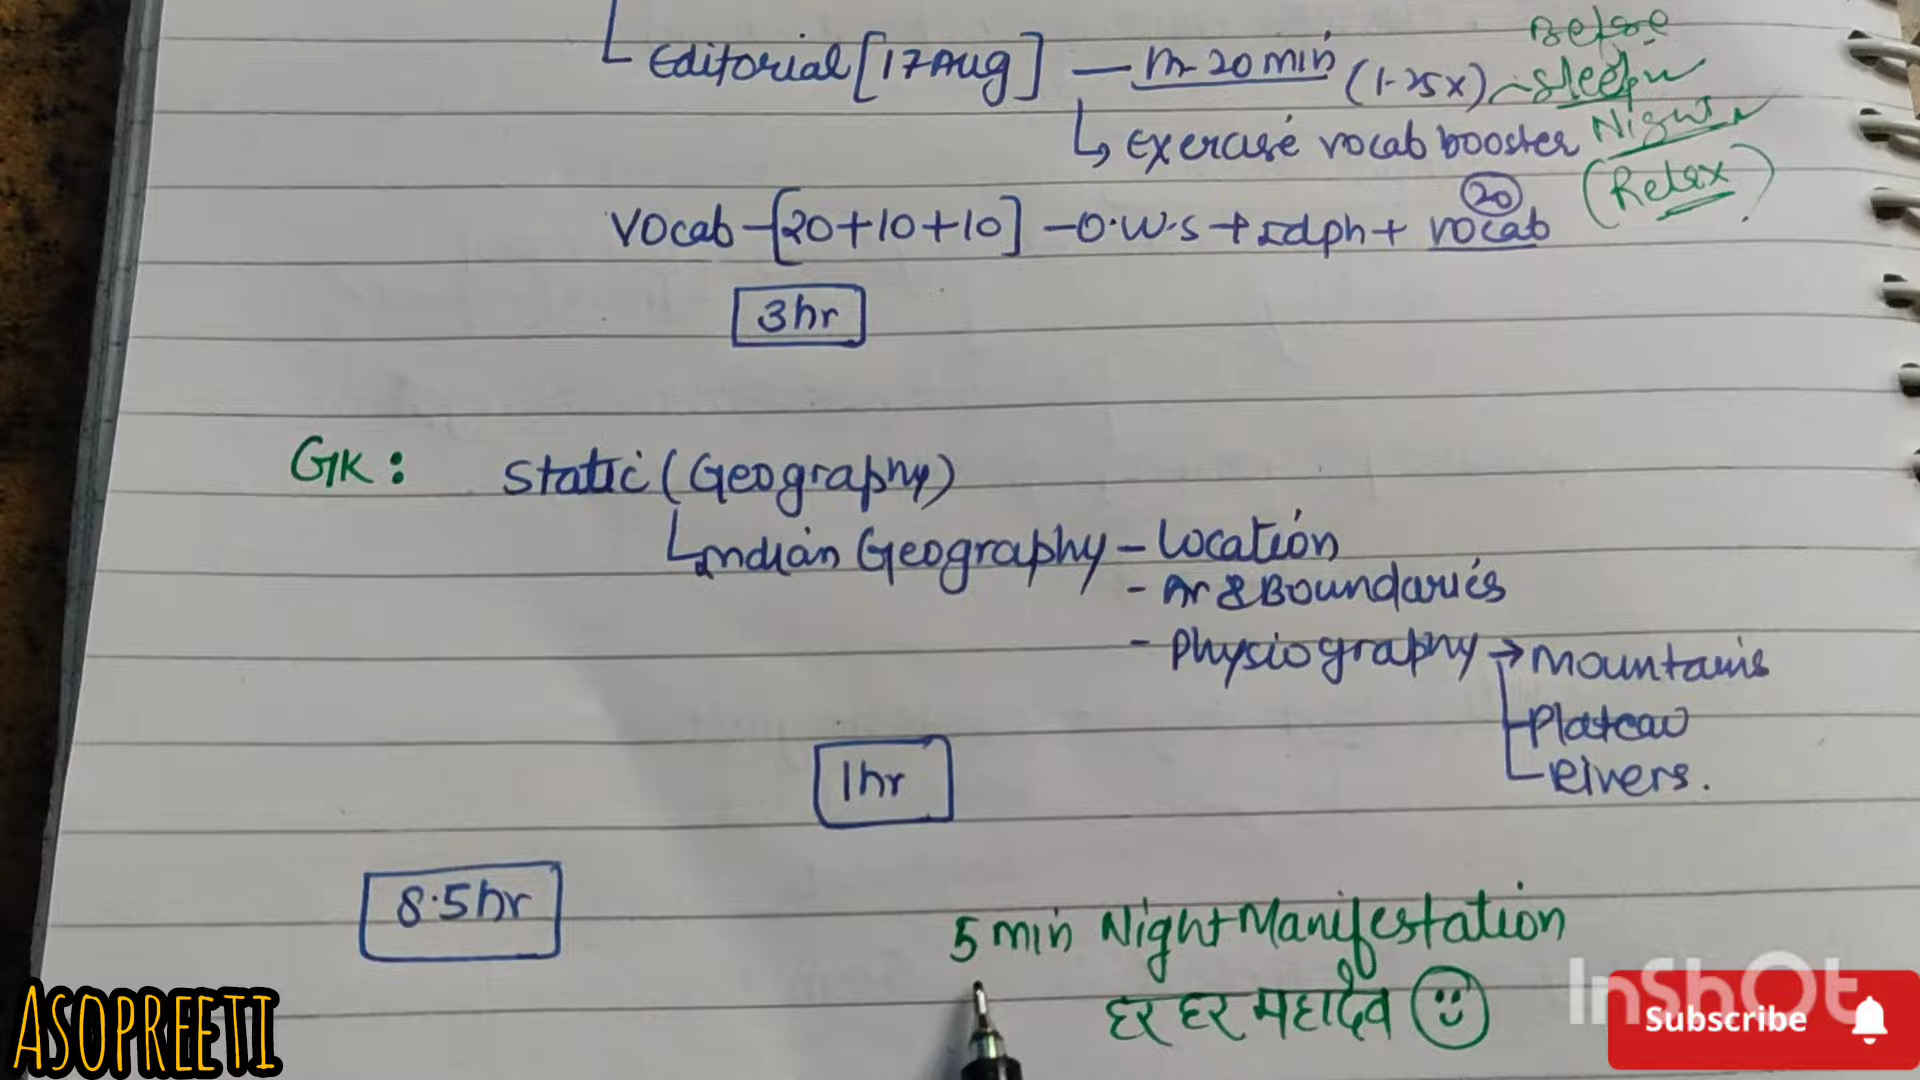 Editorial [17 Aug] — m-20 min (1.25x) ~ Before sleep
Night
↳ Exercise vocab booster
(Relax)
Vocab - [20+10+10] - O.W.S + Idph + vocab
20
3hr
GK: Static (Geography)
Indian Geography - Location
- Ar & Boundaries
- Physiography → Mountains
Plateau
Rivers.
1hr
8.5hr
5 min Night Manifestation
हर हर महादेव
ASOPREETI
InShOt
Subscribe